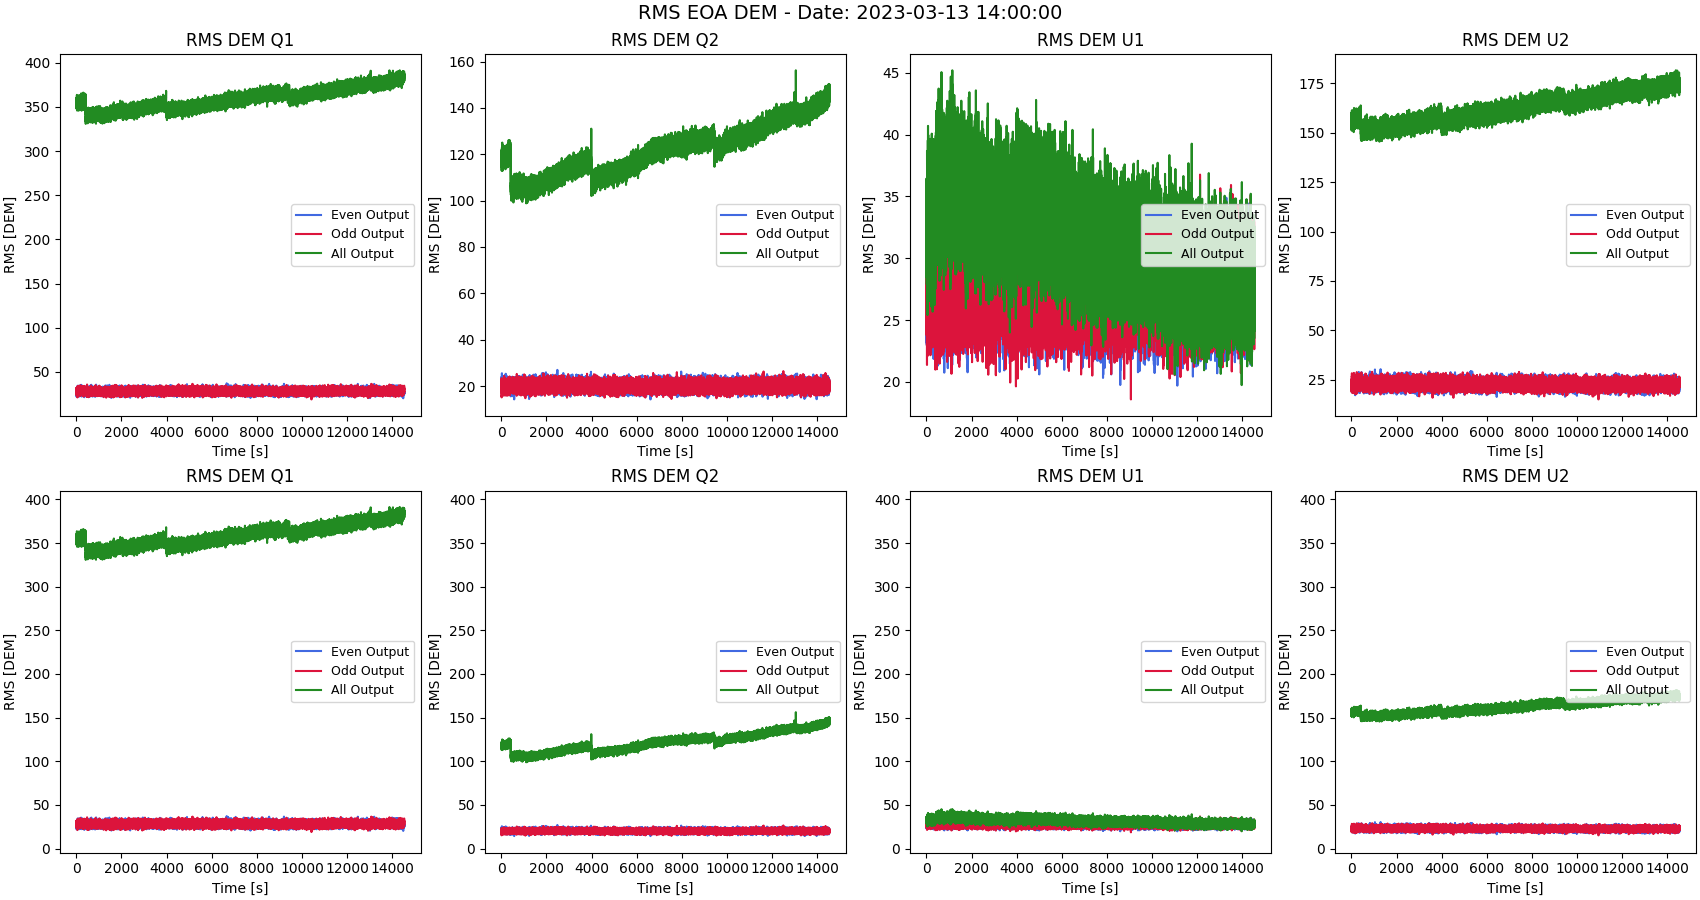 RMS EOA DEM - Date: 2023-03-13 14:00:00
RMS DEM Q1
RMS [DEM]
400
350
300
250
200
150
100
50
Even Output
Odd Output
All Output
0 2000 4000 6000 8000 10000 12000 14000
Time [s]
RMS DEM Q2
RMS [DEM]
160
140
120
100
80
60
40
20
Even Output
Odd Output
All Output
0 2000 4000 6000 8000 10000 12000 14000
Time [s]
RMS DEM U1
RMS [DEM]
45
40
35
30
25
20
Even Output
Odd Output
All Output
0 2000 4000 6000 8000 10000 12000 14000
Time [s]
RMS DEM U2
RMS [DEM]
175
150
125
100
75
50
25
Even Output
Odd Output
All Output
0 2000 4000 6000 8000 10000 12000 14000
Time [s]
RMS DEM Q1
RMS [DEM]
400
350
300
250
200
150
100
50
0
Even Output
Odd Output
All Output
0 2000 4000 6000 8000 10000 12000 14000
Time [s]
RMS DEM Q2
RMS [DEM]
400
350
300
250
200
150
100
50
0
Even Output
Odd Output
All Output
0 2000 4000 6000 8000 10000 12000 14000
Time [s]
RMS DEM U1
RMS [DEM]
400
350
300
250
200
150
100
50
0
Even Output
Odd Output
All Output
0 2000 4000 6000 8000 10000 12000 14000
Time [s]
RMS DEM U2
RMS [DEM]
400
350
300
250
200
150
100
50
0
Even Output
Odd Output
All Output
0 2000 4000 6000 8000 10000 12000 14000
Time [s]